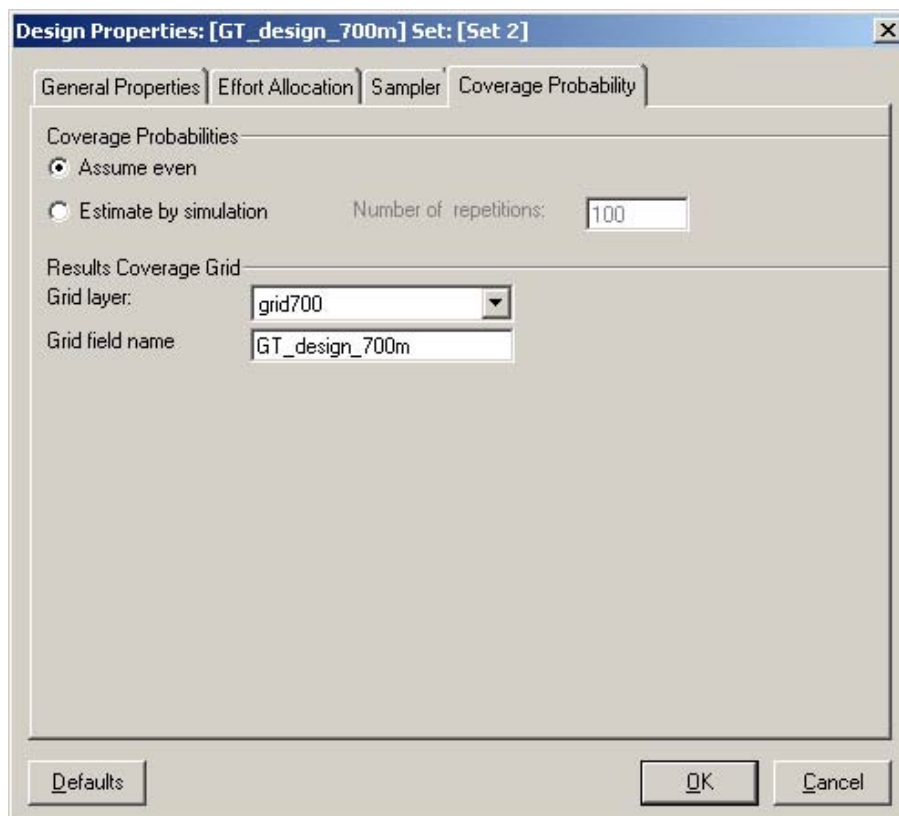 Design Properties: [GT_design_700m] Set: [Set 2]
General Properties Effort Allocation Sampler Coverage Probability
Coverage Probabilities
Assume even
Estimate by simulation Number of repetitions: 100
Results Coverage Grid
Grid layer: grid700
Grid field name GT_design_700m
Defaults OK Cancel